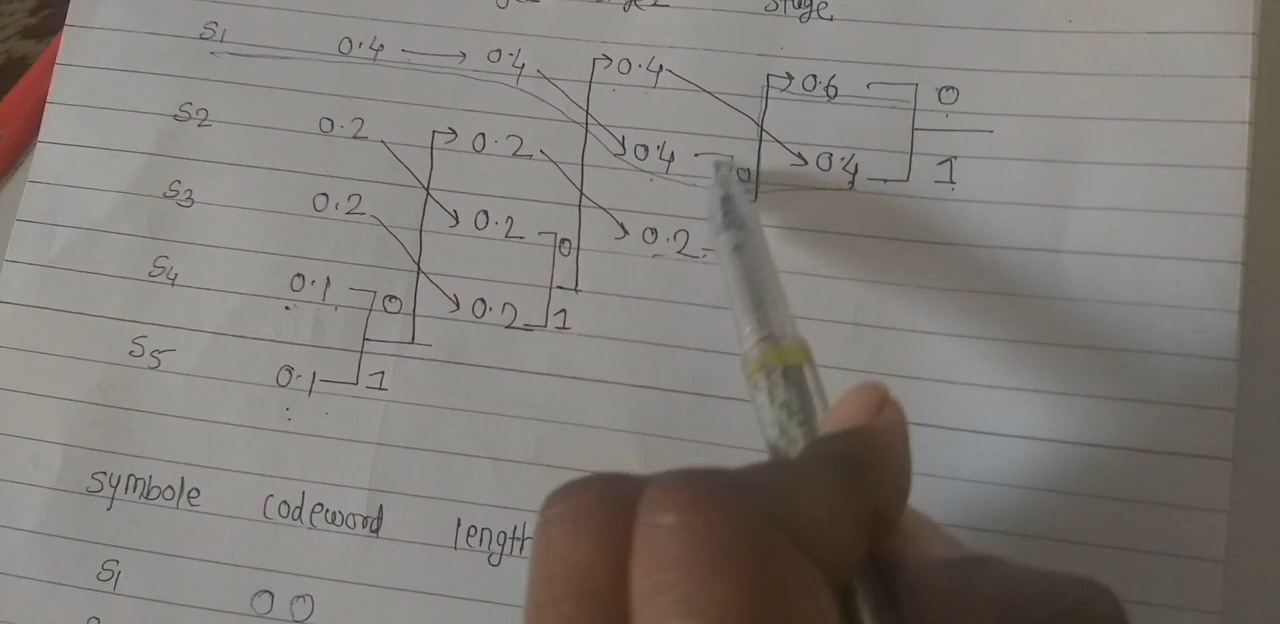 stage
S1 0.4 0.4 0.4 0.6 0
S2 0.2 0.2 0.4 0 0.4 1
S3 0.2 0.2 0 0.2
S4 0.1 0 0.2 1
S5 0.1 1
symbole codeword length
S1 00